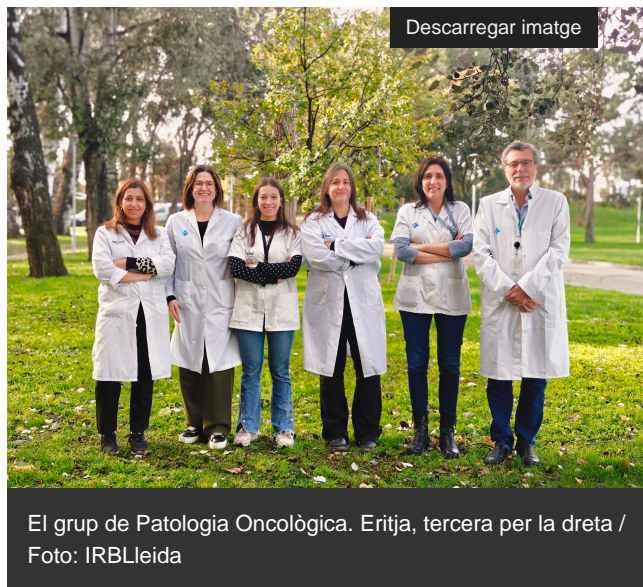 Descarregar imatge
El grup de Patologia Oncològica. Eritja, tercera per la dreta /
Foto: IRBLleida